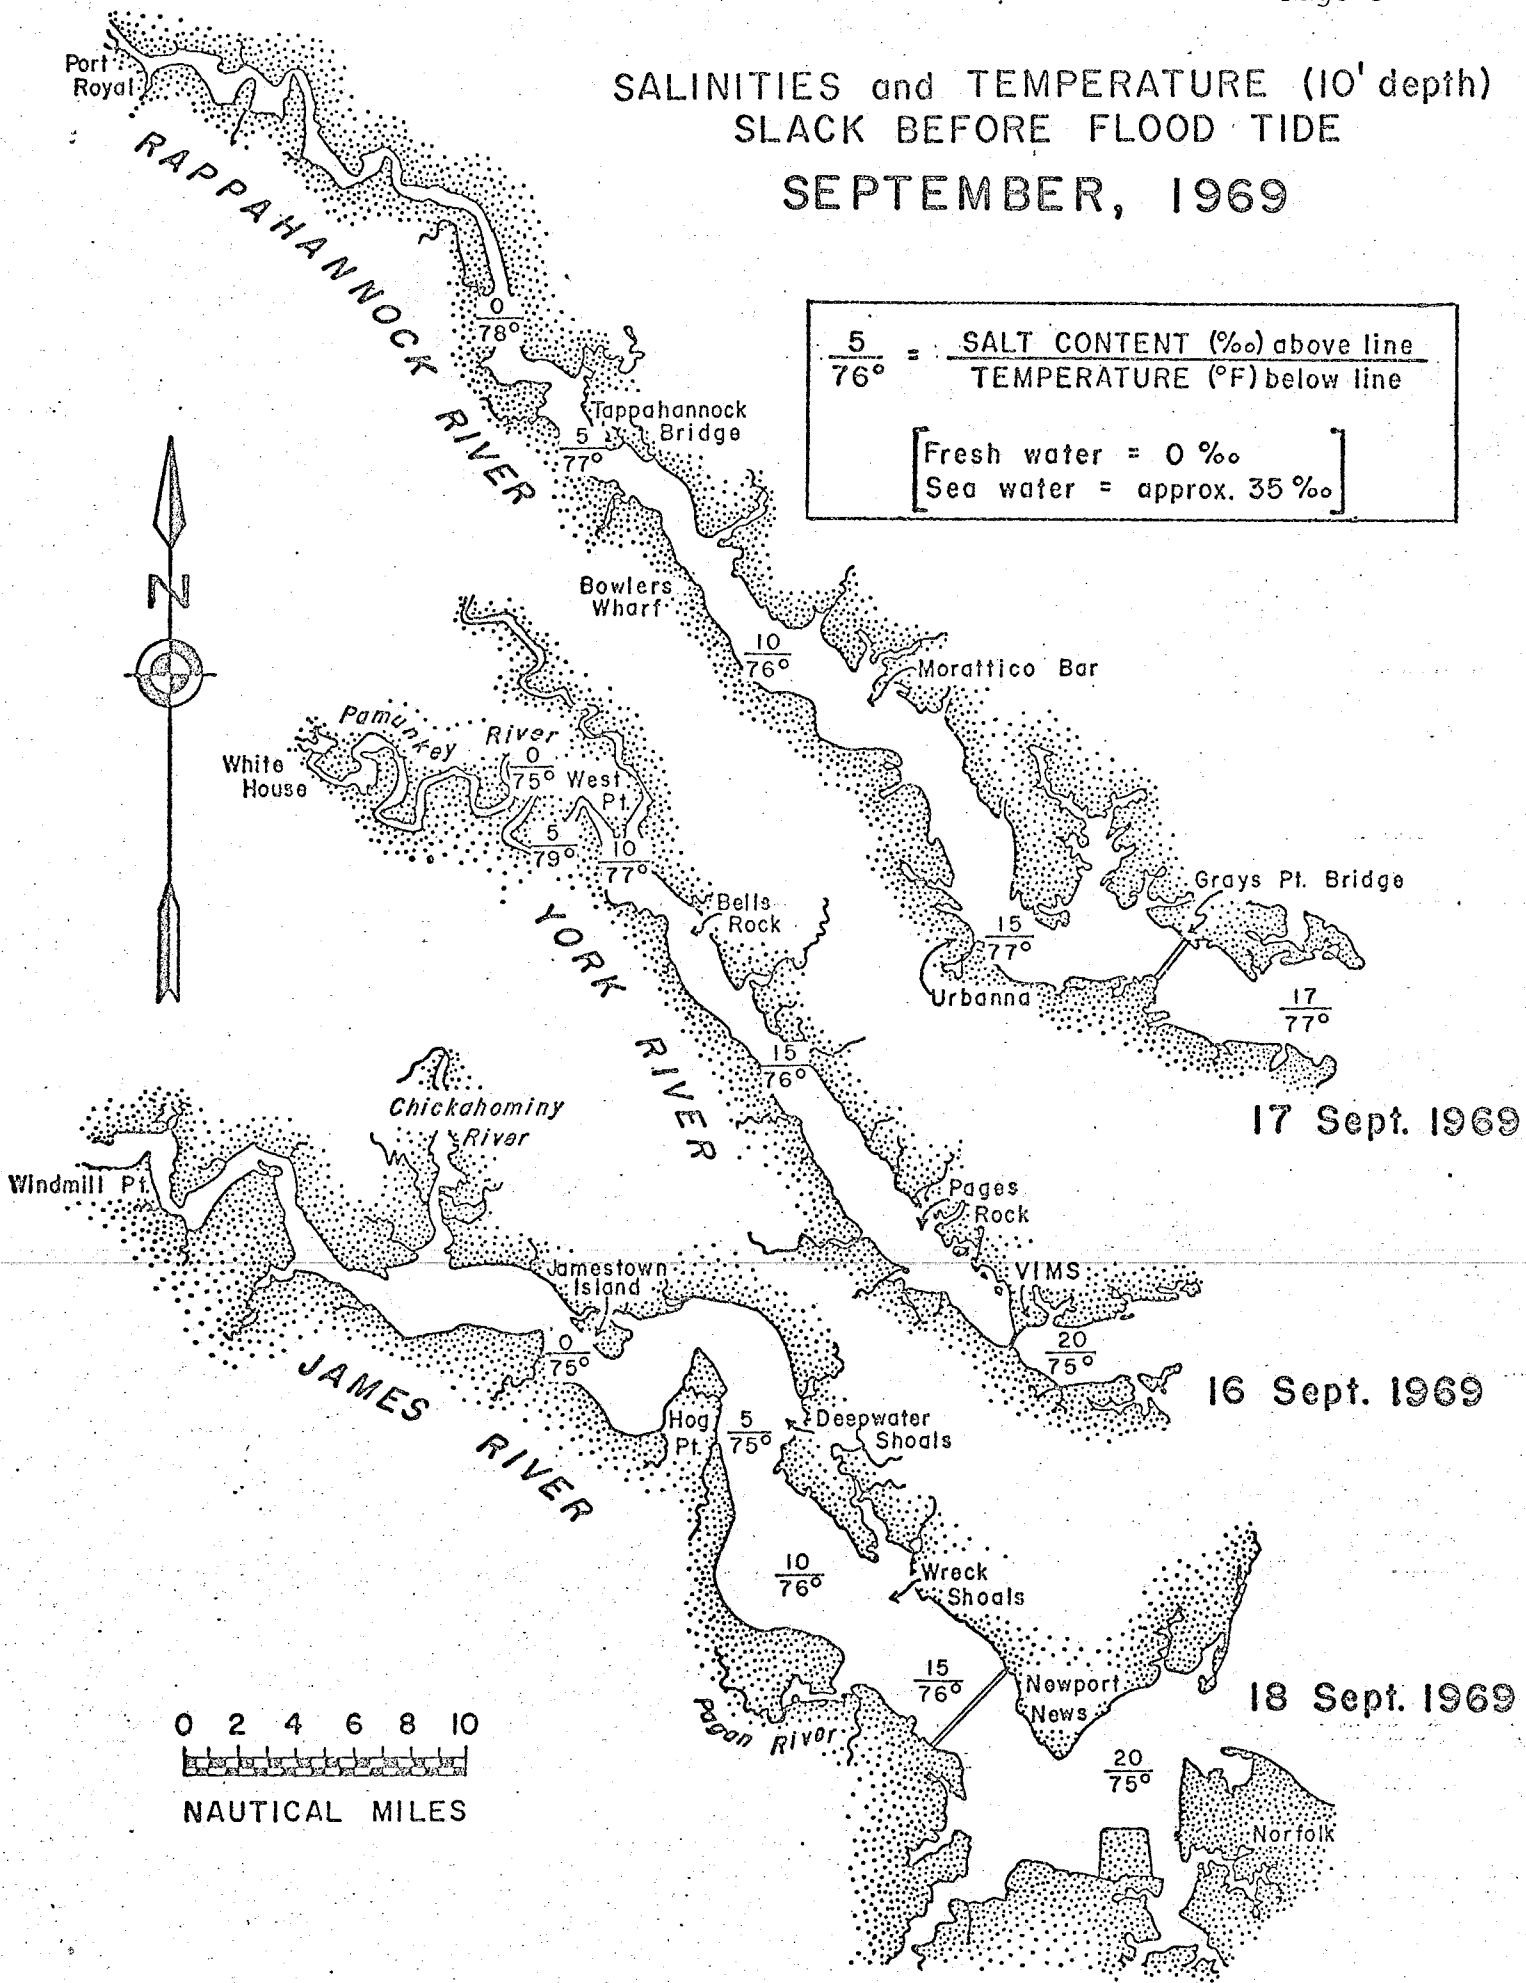 SALINITIES and TEMPERATURE (10' depth)
SLACK BEFORE FLOOD TIDE
SEPTEMBER, 1969
5
76° = SALT CONTENT (‰) above line
TEMPERATURE (°F) below line
Fresh water = 0 ‰
Sea water = approx. 35 ‰
Port
Royal
RAPPAHANNOCK RIVER
0
78°
Tappahannock
Bridge
5
77°
N
Bowlers
Wharf
10
76°
Morattico Bar
Grays Pt. Bridge
15
77°
Urbanna
17
77°
17 Sept. 1969
Pamunkey River
White
House
0
75°
West
Pt.
5
79°
10
77°
Bells
Rock
YORK RIVER
15
76°
Pages
Rock
VIMS
20
75°
16 Sept. 1969
Chickahominy
River
Windmill Pt.
Jamestown
Island
0
75°
JAMES RIVER
Hog
Pt.
5
75°
Deepwater
Shoals
10
76°
Wreck
Shoals
15
76°
Newport
News
Pagan River
18 Sept. 1969
20
75°
Norfolk
0 2 4 6 8 10
NAUTICAL MILES